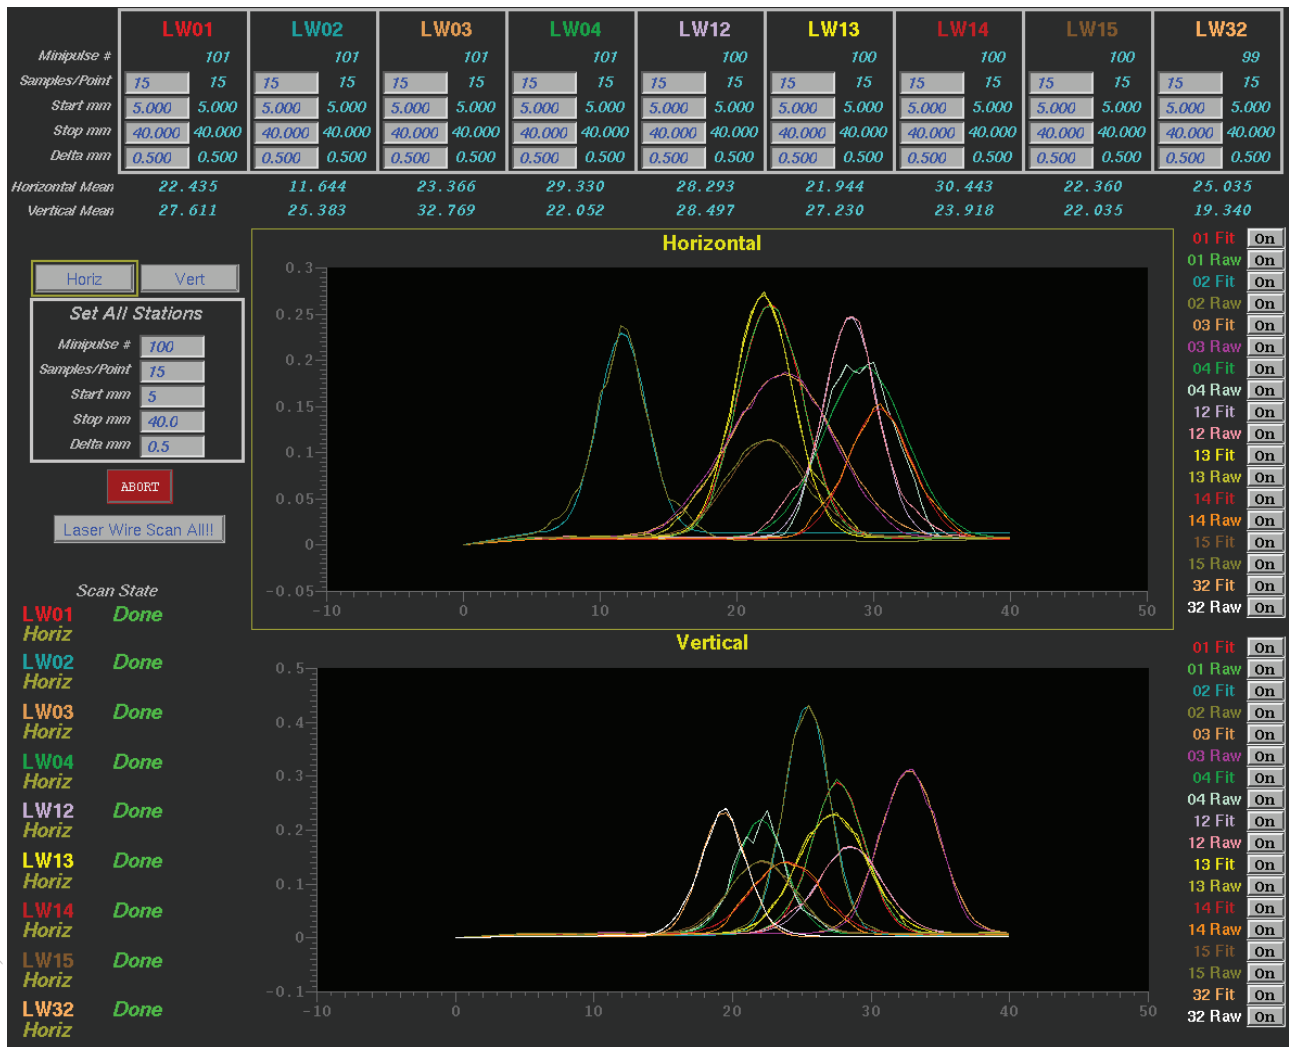 LW01 LW02 LW03 LW04 LW12 LW13 LW14 LW15 LW32
Minipulse # 101 101 101 101 100 100 100 100 99
Samples/Point 15 15 15 15 15 15 15 15 15 15 15 15 15 15 15 15 15 15
Start mm 5.000 5.000 5.000 5.000 5.000 5.000 5.000 5.000 5.000 5.000 5.000 5.000 5.000 5.000 5.000 5.000 5.000 5.000
Stop mm 40.000 40.000 40.000 40.000 40.000 40.000 40.000 40.000 40.000 40.000 40.000 40.000 40.000 40.000 40.000 40.000 40.000 40.000
Delta mm 0.500 0.500 0.500 0.500 0.500 0.500 0.500 0.500 0.500 0.500 0.500 0.500 0.500 0.500 0.500 0.500 0.500 0.500
Horizontal Mean 22.435 11.644 23.366 29.330 28.293 21.944 30.443 22.360 25.035
Vertical Mean 27.611 25.383 32.769 22.052 28.497 27.230 23.918 22.035 19.340
Horiz Vert
Set All Stations
Minipulse # 100
Samples/Point 15
Start mm 5
Stop mm 40.0
Delta mm 0.5
ABORT
Laser Wire Scan All!!!
Scan State
LW01 Done
Horiz
LW02 Done
Horiz
LW03 Done
Horiz
LW04 Done
Horiz
LW12 Done
Horiz
LW13 Done
Horiz
LW14 Done
Horiz
LW15 Done
Horiz
LW32 Done
Horiz
Horizontal
0.3
0.25
0.2
0.15
0.1
0.05
0
-0.05
-10 0 10 20 30 40 50
01 Fit On
01 Raw On
02 Fit On
02 Raw On
03 Fit On
03 Raw On
04 Fit On
04 Raw On
12 Fit On
12 Raw On
13 Fit On
13 Raw On
14 Fit On
14 Raw On
15 Fit On
15 Raw On
32 Fit On
32 Raw On
Vertical
0.5
0.4
0.3
0.2
0.1
0
-0.1
-10 0 10 20 30 40 50
01 Fit On
01 Raw On
02 Fit On
02 Raw On
03 Fit On
03 Raw On
04 Fit On
04 Raw On
12 Fit On
12 Raw On
13 Fit On
13 Raw On
14 Fit On
14 Raw On
15 Fit On
15 Raw On
32 Fit On
32 Raw On